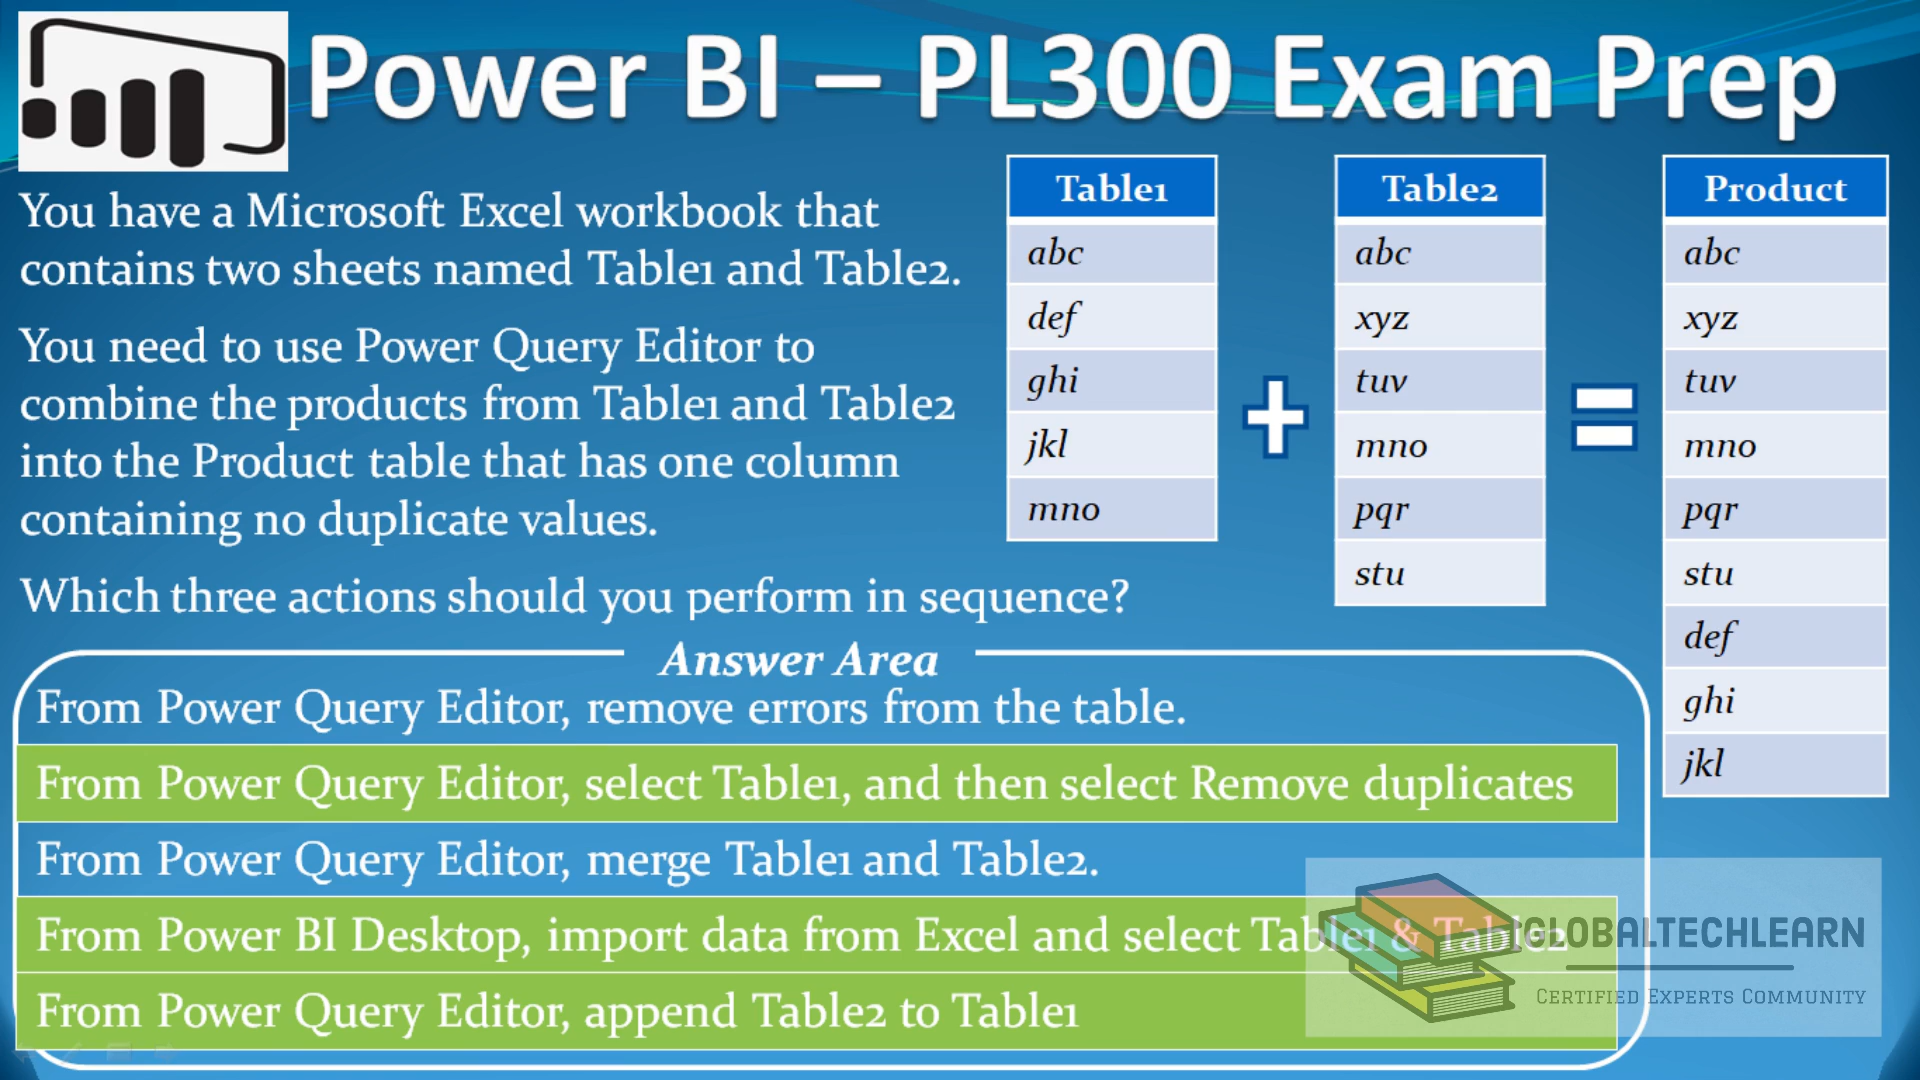 Power BI – PL300 Exam Prep
You have a Microsoft Excel workbook that
contains two sheets named Table1 and Table2.
You need to use Power Query Editor to
combine the products from Table1 and Table2
into the Product table that has one column
containing no duplicate values.
Which three actions should you perform in sequence?
Table1
abc
def
ghi
jkl
mno
Table2
abc
xyz
tuv
mno
pqr
stu
Product
abc
xyz
tuv
mno
pqr
stu
def
ghi
jkl
Answer Area
From Power Query Editor, remove errors from the table.
From Power Query Editor, select Table1, and then select Remove duplicates
From Power Query Editor, merge Table1 and Table2.
From Power BI Desktop, import data from Excel and select Table1 & Table2
From Power Query Editor, append Table2 to Table1
GLOBALTECHLEARN
CERTIFIED EXPERTS COMMUNITY